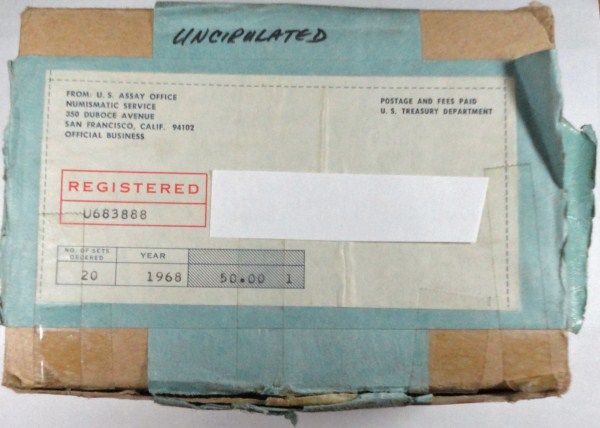 UNCIRULATED
FROM: U. S. ASSAY OFFICE
NUMISMATIC SERVICE
350 DUBOCE AVENUE
SAN FRANCISCO, CALIF. 94102
OFFICIAL BUSINESS
POSTAGE AND FEES PAID
U. S. TREASURY DEPARTMENT
REGISTERED
U683888
NO. OF SETS ORDERED
YEAR
20 1968 50.00 1